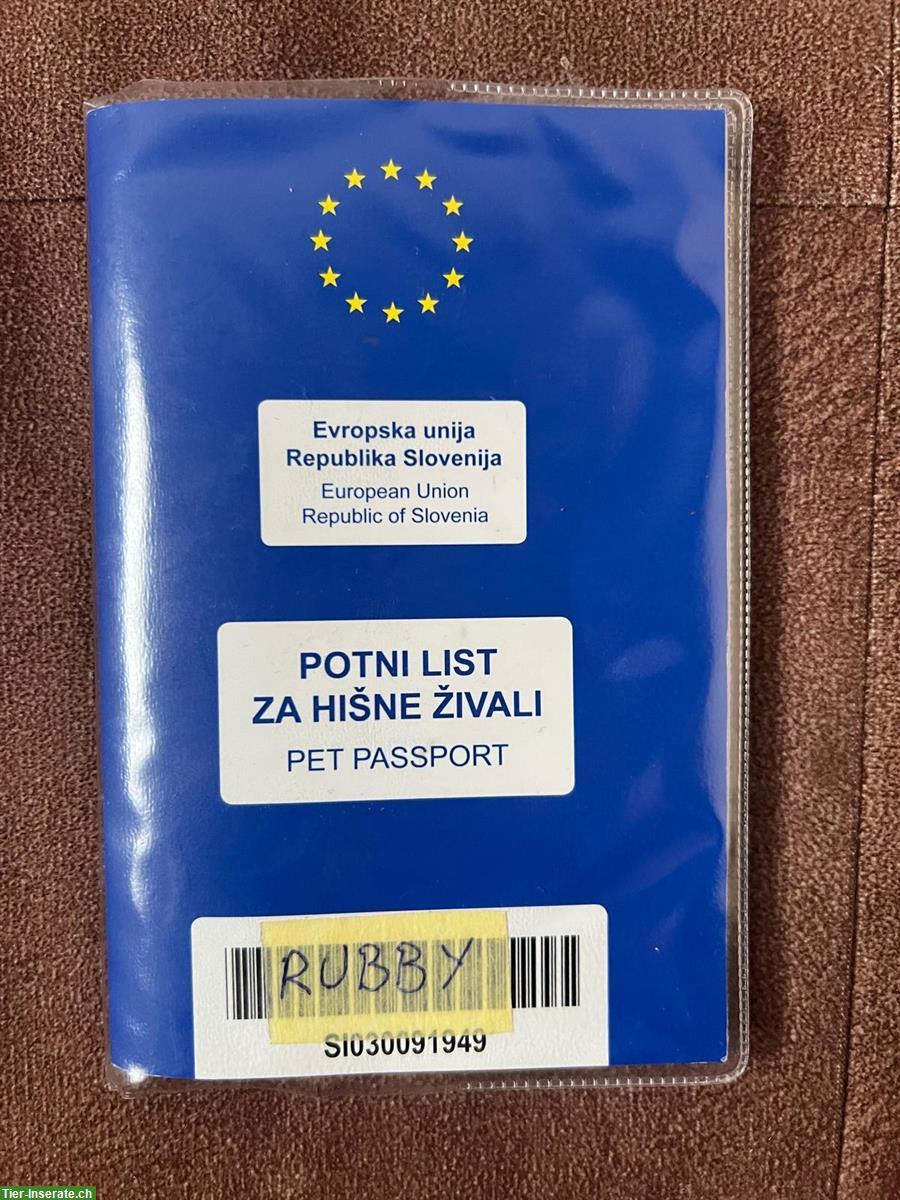 Evropska unija
Republika Slovenija
European Union
Republic of Slovenia
POTNI LIST
ZA HIŠNE ŽIVALI
PET PASSPORT
RUBBY
SI030091949
Tier-Inserate.ch